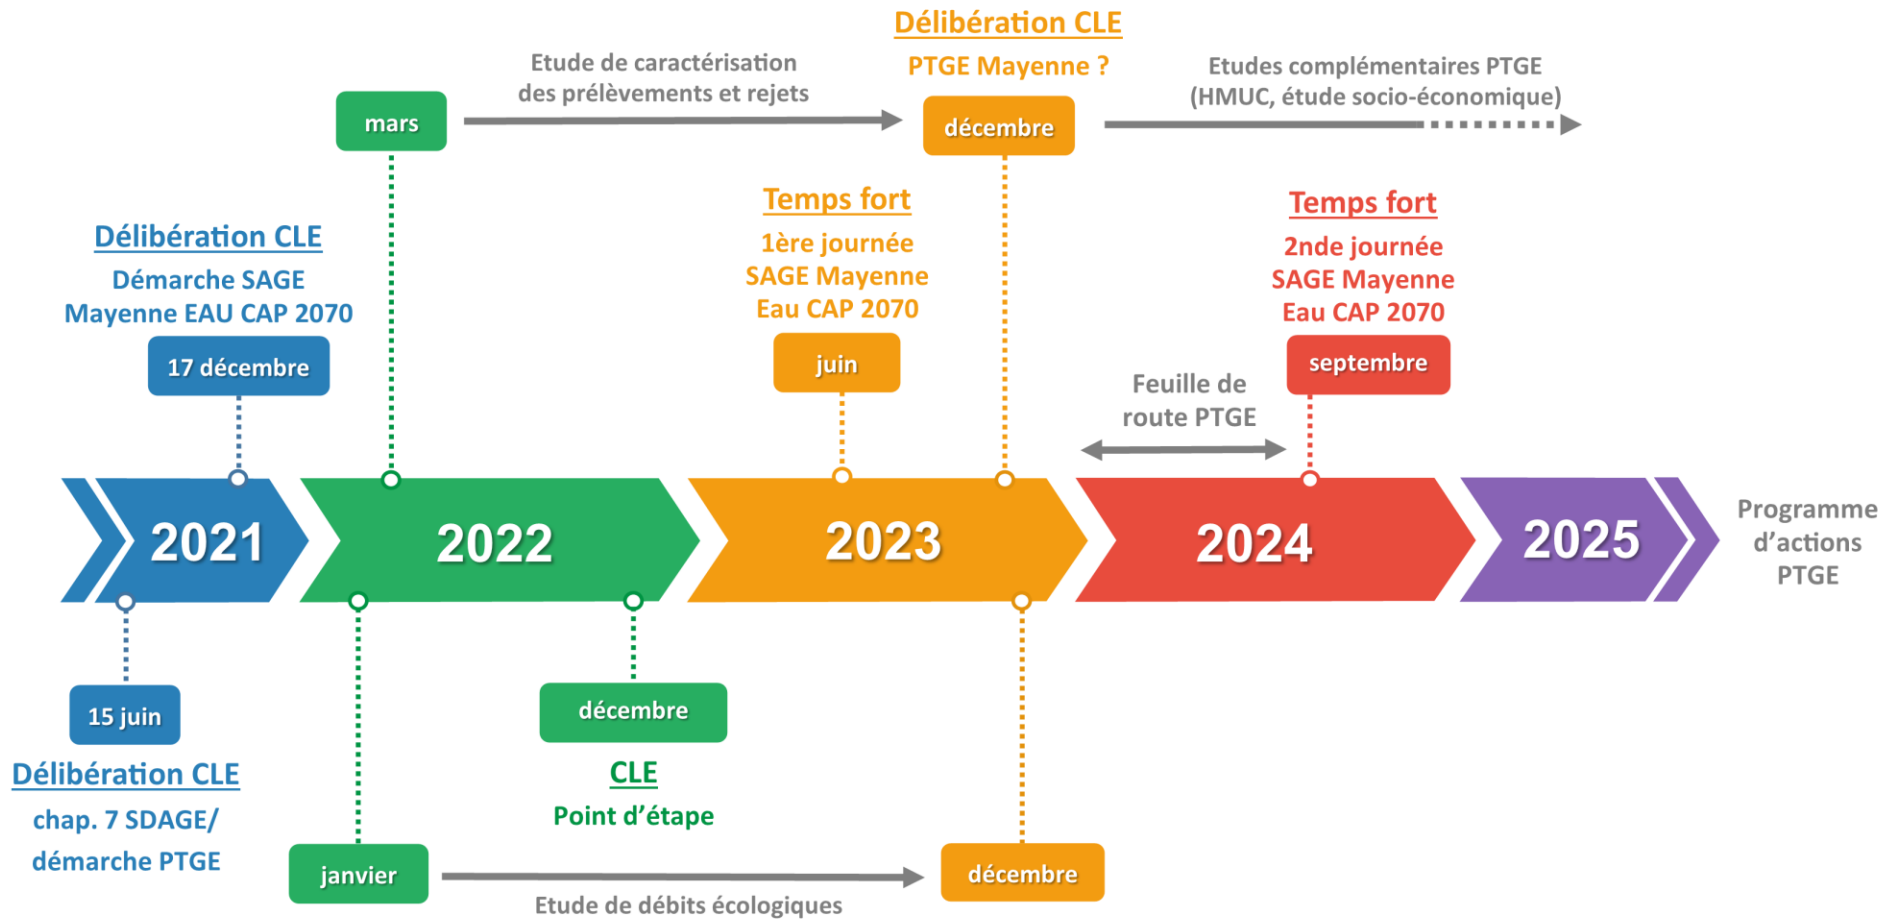 Délibération CLE
PTGE Mayenne ?
décembre
Etude de caractérisation
des prélèvements et rejets
mars
Etudes complémentaires PTGE
(HMUC, étude socio-économique)
Délibération CLE
Démarche SAGE
Mayenne EAU CAP 2070
17 décembre
Temps fort
1ère journée
SAGE Mayenne
Eau CAP 2070
juin
Temps fort
2nde journée
SAGE Mayenne
Eau CAP 2070
septembre
Feuille de
route PTGE
2021
2022
2023
2024
2025
Programme
d’actions
PTGE
15 juin
Délibération CLE
chap. 7 SDAGE/
démarche PTGE
décembre
CLE
Point d’étape
janvier
Etude de débits écologiques
décembre